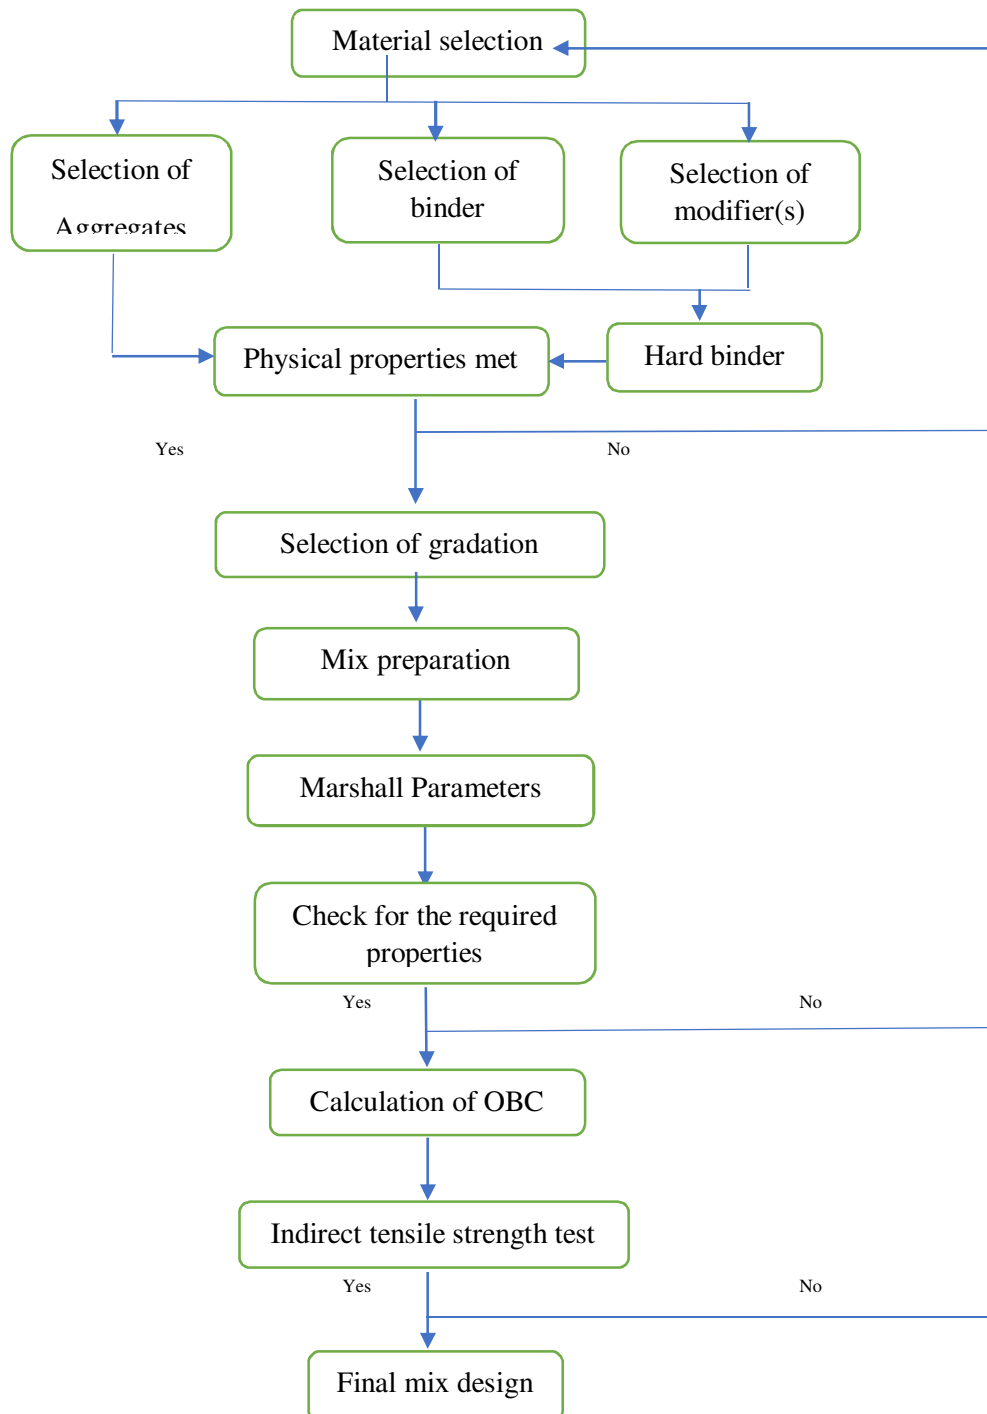 Material selection
Selection of
Aggregates
Selection of
binder
Selection of
modifier(s)
Physical properties met
Hard binder
Yes
No
Selection of gradation
Mix preparation
Marshall Parameters
Check for the required
properties
Yes
No
Calculation of OBC
Indirect tensile strength test
Yes
No
Final mix design